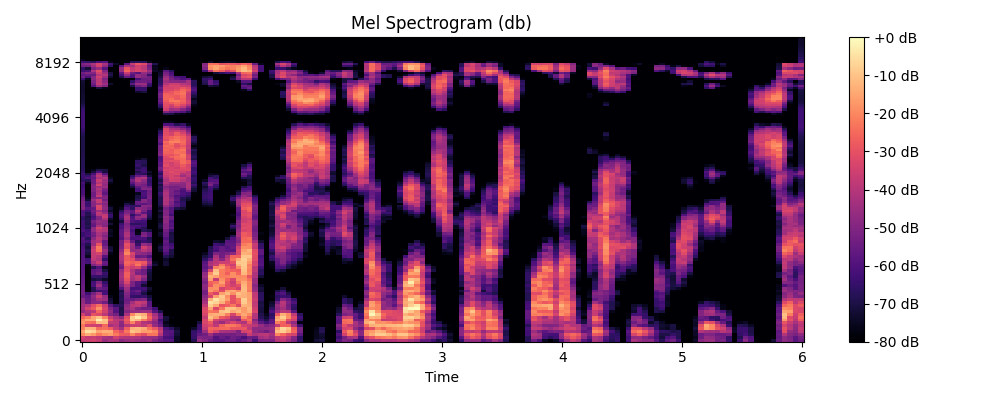 Mel Spectrogram (db)
Hz
8192
4096
2048
1024
512
0
0 1 2 3 4 5 6
Time
+0 dB
-10 dB
-20 dB
-30 dB
-40 dB
-50 dB
-60 dB
-70 dB
-80 dB